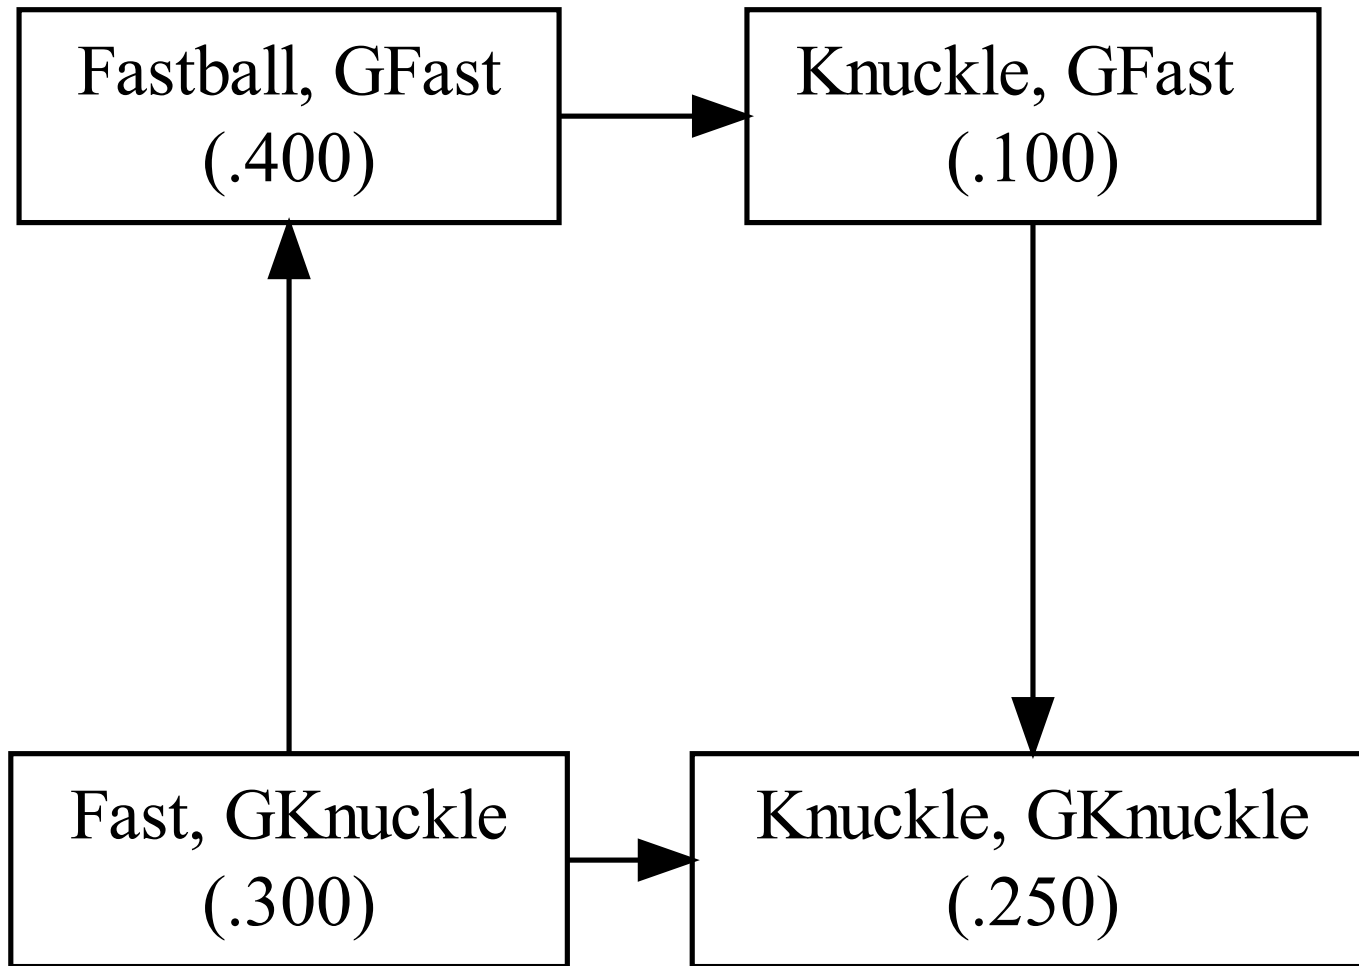 Fastball, GFast
(.400)
Knuckle, GFast
(.100)
Fast, GKnuckle
(.300)
Knuckle, GKnuckle
(.250)